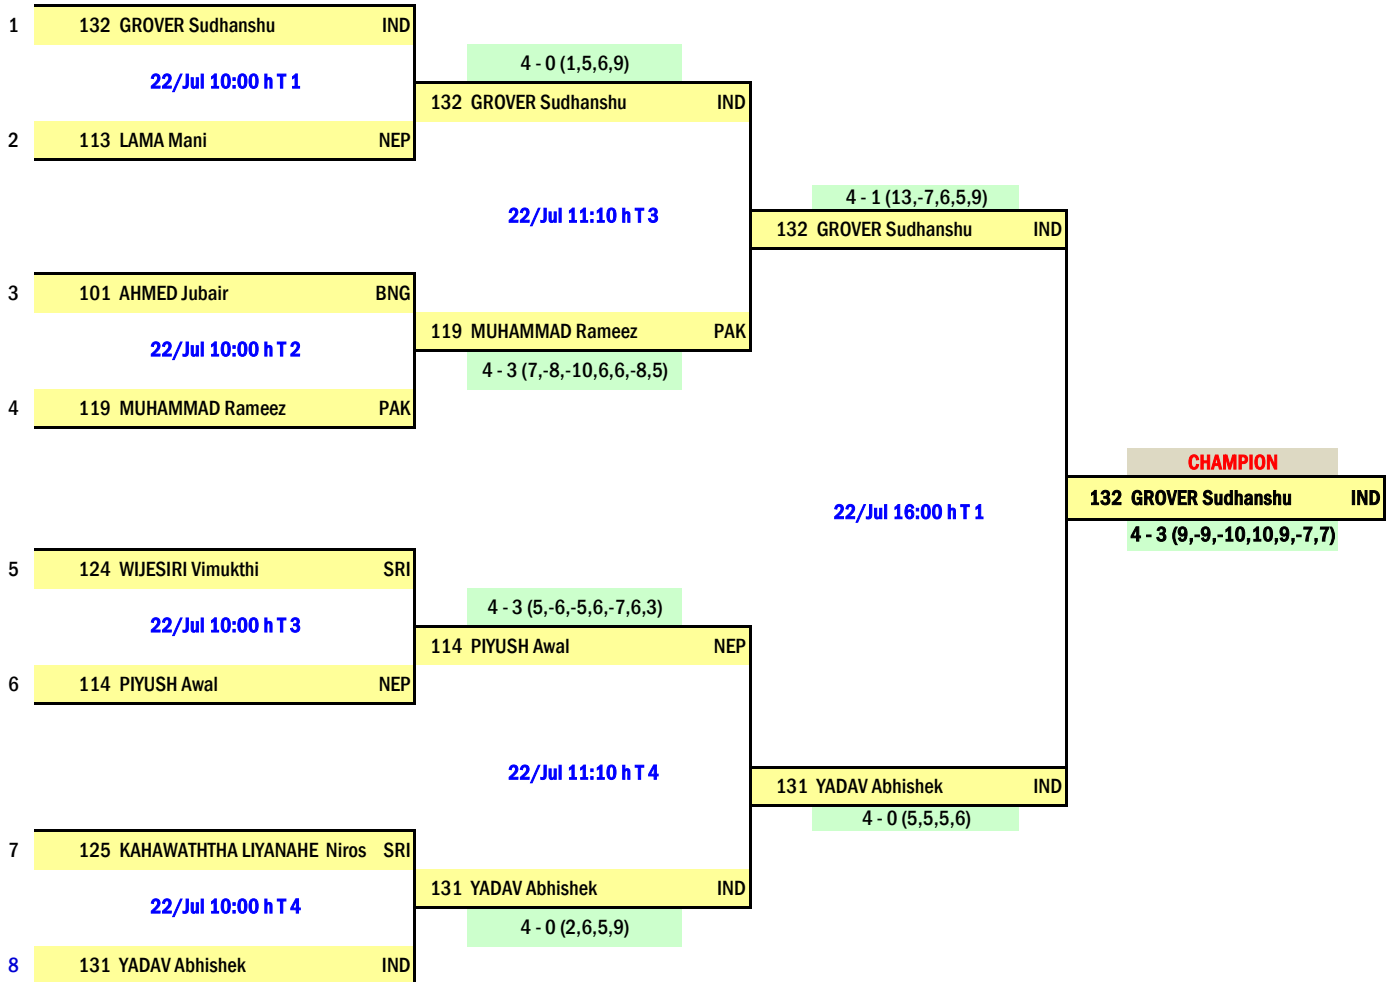 1 132 GROVER Sudhanshu IND
4 - 0 (1,5,6,9)
22/Jul 10:00 h T 1
132 GROVER Sudhanshu IND
2 113 LAMA Mani NEP
4 - 1 (13,-7,6,5,9)
22/Jul 11:10 h T 3
132 GROVER Sudhanshu IND
3 101 AHMED Jubair BNG
119 MUHAMMAD Rameez PAK
22/Jul 10:00 h T 2
4 - 3 (7,-8,-10,6,6,-8,5)
4 119 MUHAMMAD Rameez PAK
CHAMPION
132 GROVER Sudhanshu IND
22/Jul 16:00 h T 1
4 - 3 (9,-9,-10,10,9,-7,7)
5 124 WIJESIRI Vimukthi SRI
4 - 3 (5,-6,-5,6,-7,6,3)
22/Jul 10:00 h T 3
114 PIYUSH Awal NEP
6 114 PIYUSH Awal NEP
22/Jul 11:10 h T 4
131 YADAV Abhishek IND
4 - 0 (5,5,5,6)
7 125 KAHAWATHTHA LIYANAHE Niros SRI
131 YADAV Abhishek IND
22/Jul 10:00 h T 4
4 - 0 (2,6,5,9)
8 131 YADAV Abhishek IND